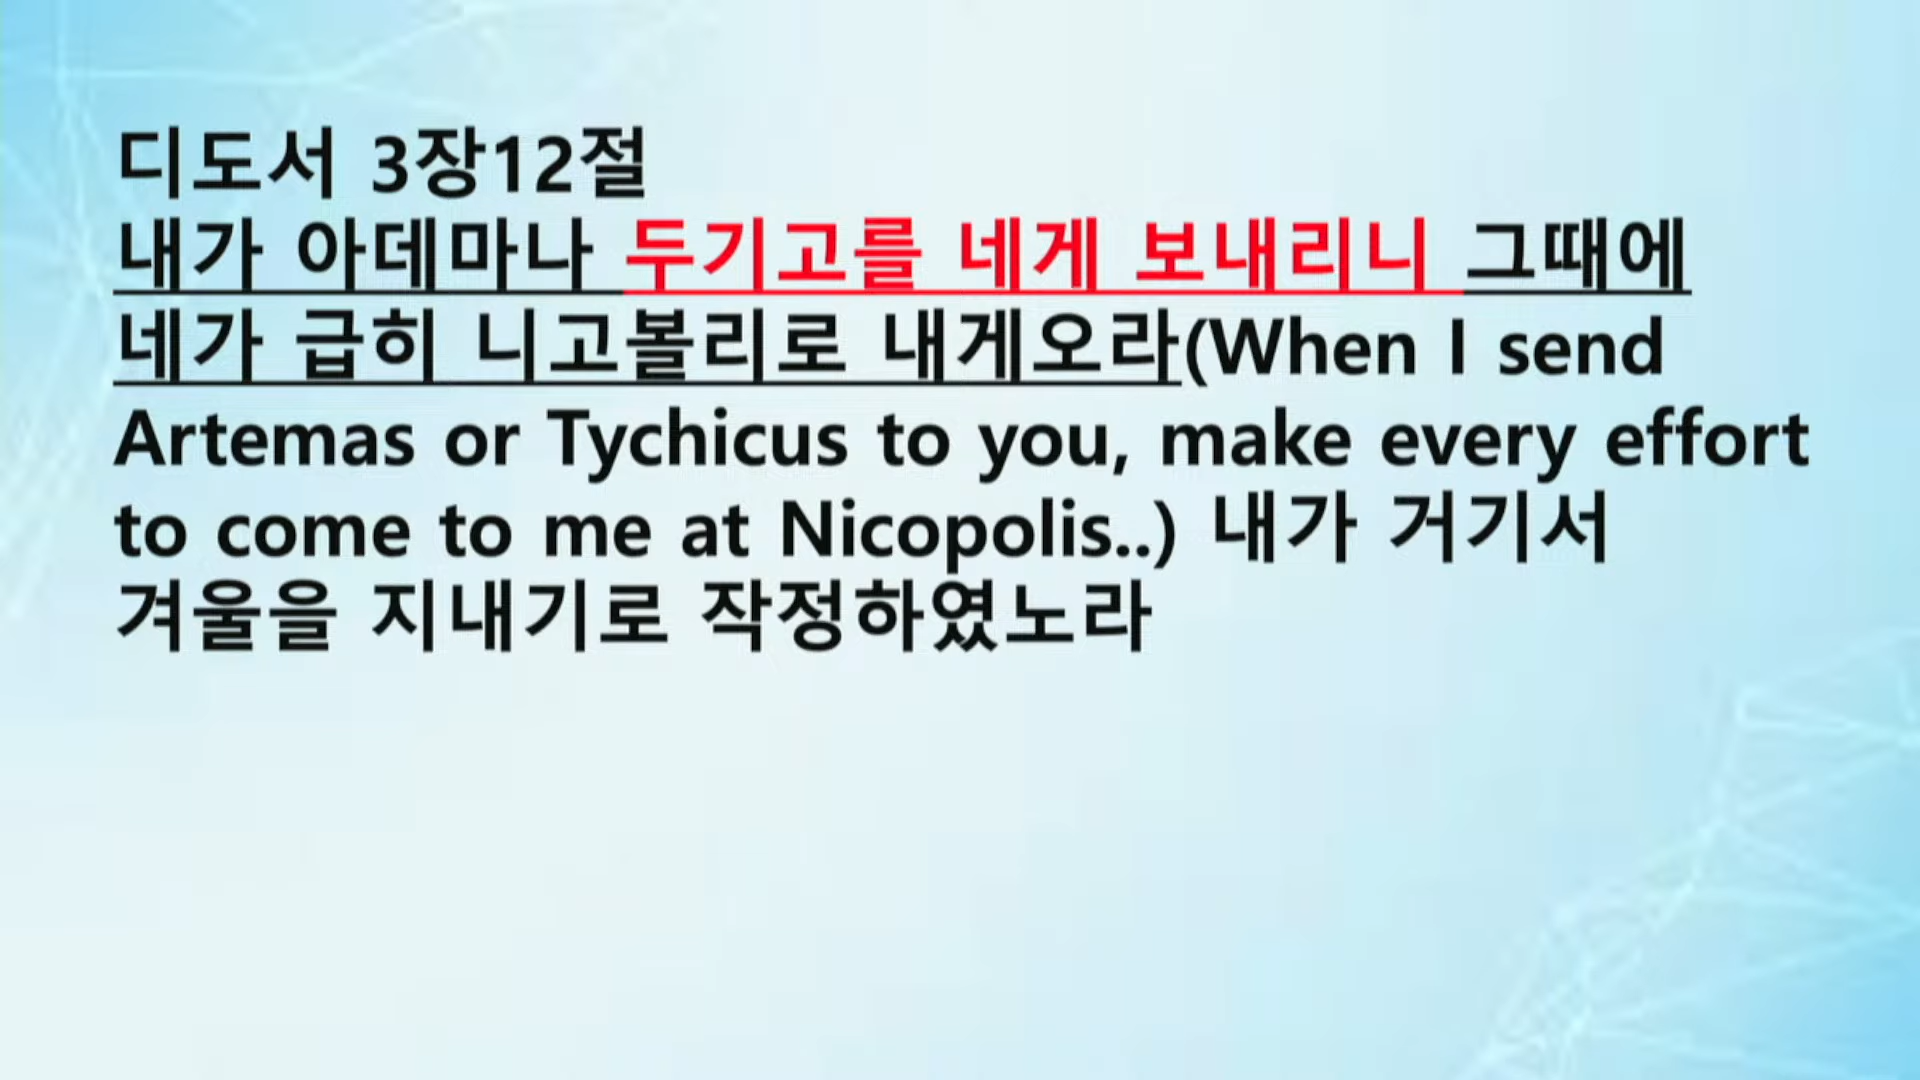 디도서 3장12절
내가 아데마나 두기고를 네게 보내리니 그때에
네가 급히 니고볼리로 내게오라(When I send
Artemas or Tychicus to you, make every effort
to come to me at Nicopolis..) 내가 거기서
겨울을 지내기로 작정하였노라